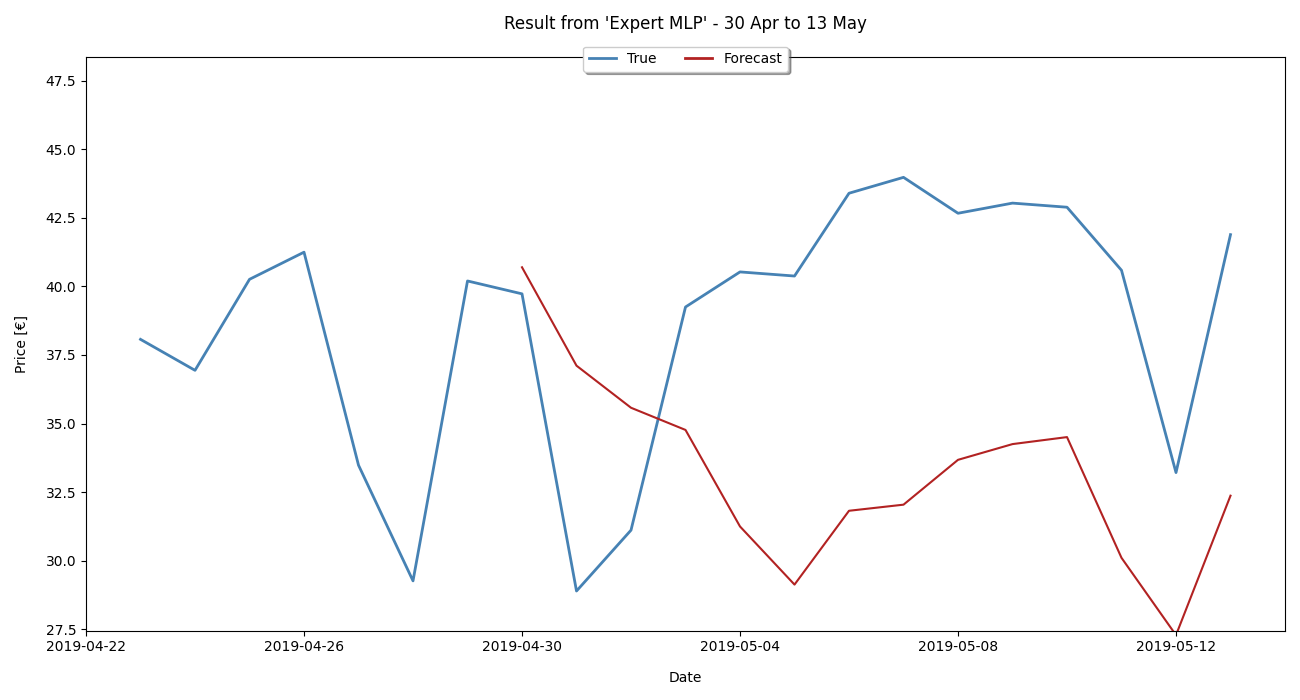 Result from 'Expert MLP' - 30 Apr to 13 May
True Forecast
47.5
45.0
42.5
40.0
37.5
35.0
32.5
30.0
27.5
Price [€]
2019-04-22 2019-04-26 2019-04-30 2019-05-04 2019-05-08 2019-05-12
Date